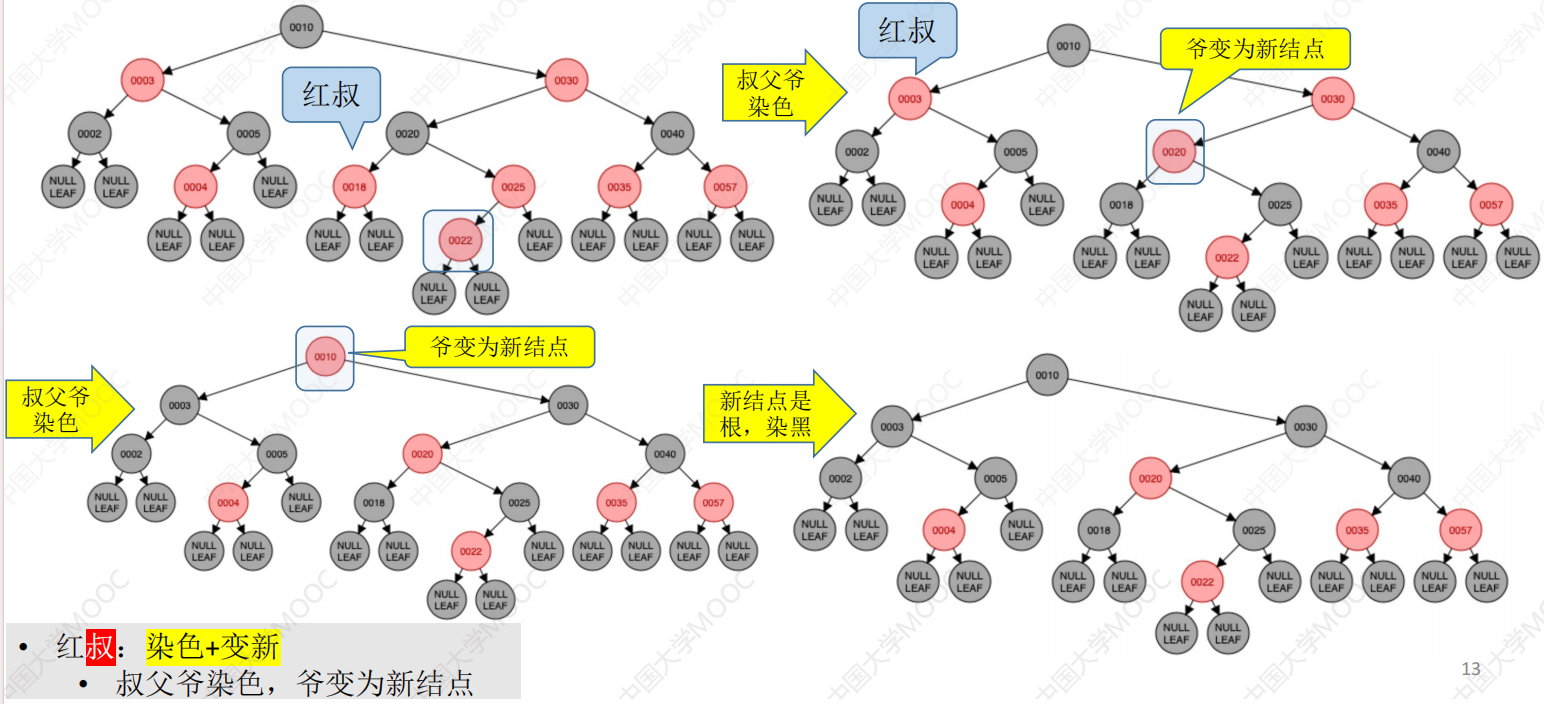 0010
0003 0030
红叔
0002 0005 0020 0040
NULL NULL 0004 NULL 0018 0025 0035 0057
LEAF LEAF LEAF
NULL NULL NULL NULL 0022 NULL NULL NULL NULL NULL
LEAF LEAF LEAF LEAF LEAF LEAF LEAF LEAF LEAF
NULL NULL
LEAF LEAF
叔父爷
染色
红叔
爷变为新结点
0010
0003 0030
0002 0005 0020 0040
NULL NULL 0004 NULL 0018 0025 0035 0057
LEAF LEAF LEAF
NULL NULL NULL NULL 0022 NULL NULL NULL NULL NULL
LEAF LEAF LEAF LEAF LEAF LEAF LEAF LEAF LEAF
NULL NULL
LEAF LEAF
叔父爷
染色
爷变为新结点
0010
0003 0030
0002 0005 0020 0040
NULL NULL 0004 NULL 0018 0025 0035 0057
LEAF LEAF LEAF
NULL NULL NULL NULL 0022 NULL NULL NULL NULL NULL
LEAF LEAF LEAF LEAF LEAF LEAF LEAF LEAF LEAF
NULL NULL
LEAF LEAF
新结点是
根，染黑
0010
0003 0030
0002 0005 0020 0040
NULL NULL 0004 NULL 0018 0025 0035 0057
LEAF LEAF LEAF
NULL NULL NULL NULL 0022 NULL NULL NULL NULL NULL
LEAF LEAF LEAF LEAF LEAF LEAF LEAF LEAF LEAF
NULL NULL
LEAF LEAF
• 红叔：染色+变新
• 叔父爷染色，爷变为新结点
13
中国大学MOOC